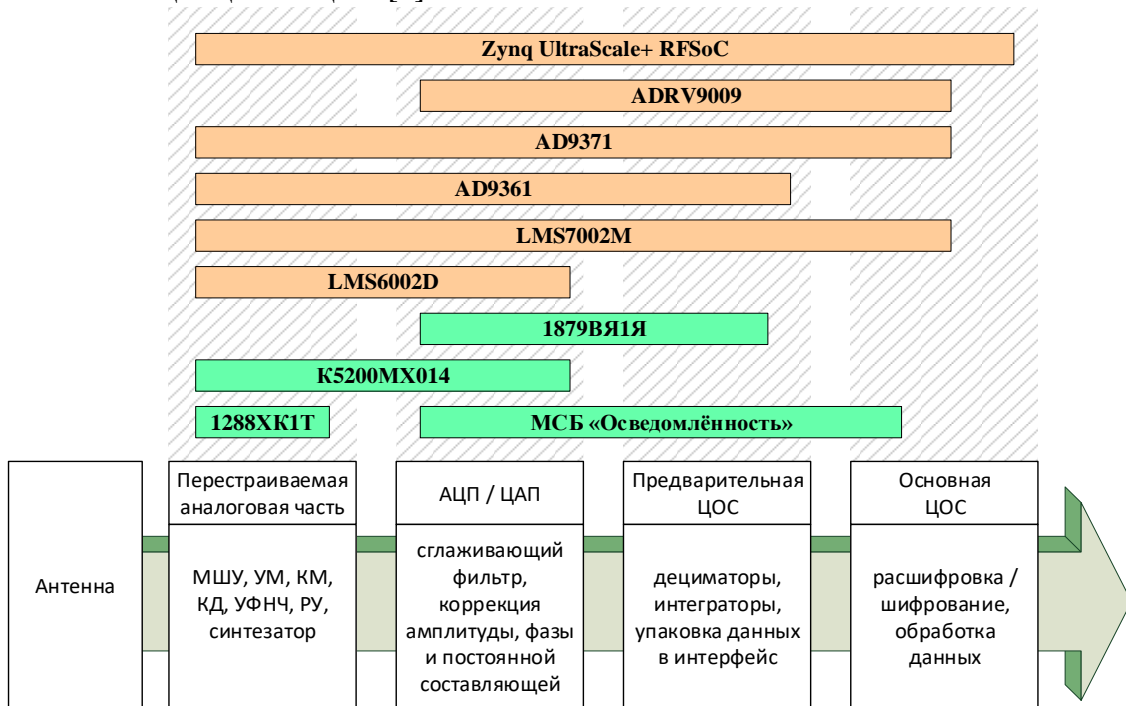 Zynq UltraScale+ RFSoC
ADRV9009
AD9371
AD9361
LMS7002M
LMS6002D
1879ВЯ1Я
К5200МХ014
1288ХК1Т
МСБ «Осведомлённость»
Антенна
Перестраиваемая
аналоговая часть
МШУ, УМ, КМ,
КД, УФНЧ, РУ,
синтезатор
АЦП / ЦАП
сглаживающий
фильтр,
коррекция
амплитуды, фазы
и постоянной
составляющей
Предварительная
ЦОС
дециматоры,
интеграторы,
упаковка данных
в интерфейс
Основная
ЦОС
расшифровка /
шифрование,
обработка
данных